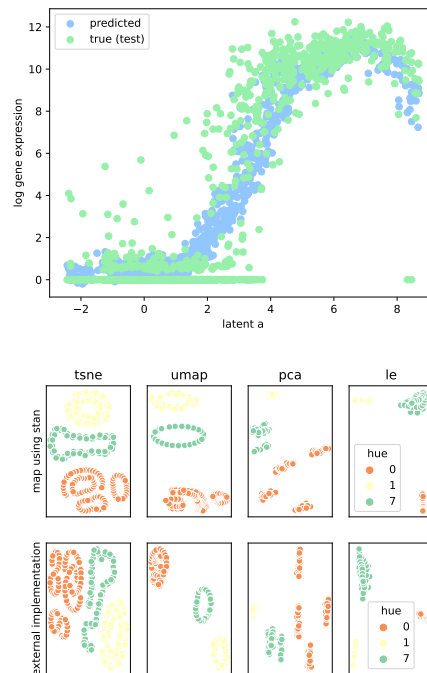 predicted
true (test)
log gene expression
12
10
8
6
4
2
0
−2 0 2 4 6 8
latent a
tsne umap pca le
map using stan
hue
0
1
7
external implementation
hue
0
1
7